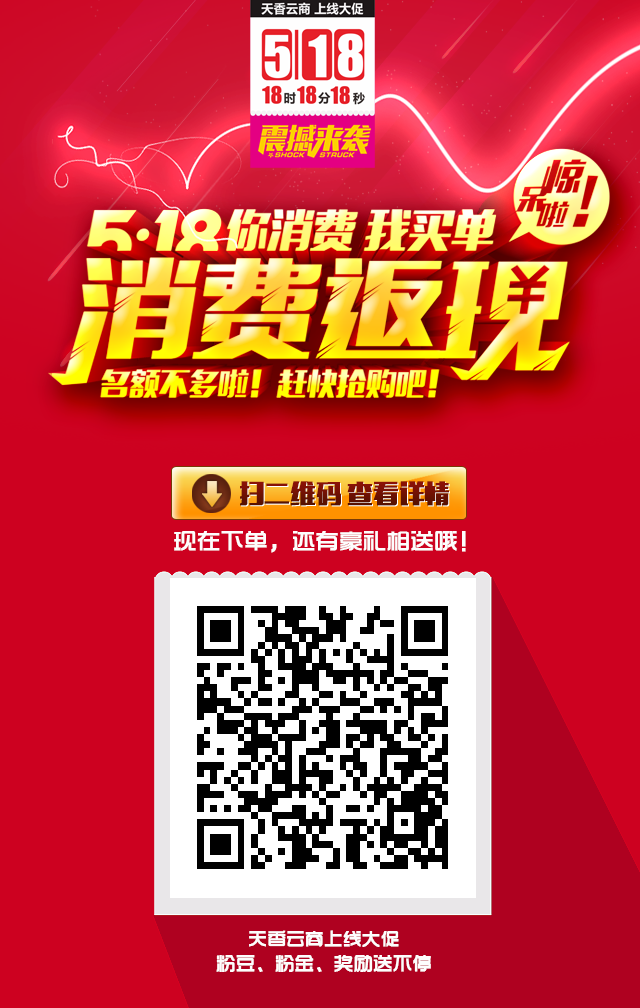 天香云商 上线大促
5 18
18时18分18秒
震撼来袭
SHOCK STRUCK
惊
呆啦！
5·18你消费 我买单
消费返现
名额不多啦！赶快抢购吧！
扫二维码 查看详情
现在下单，还有豪礼相送哦！
天香云商上线大促
粉豆、粉金、奖励送不停